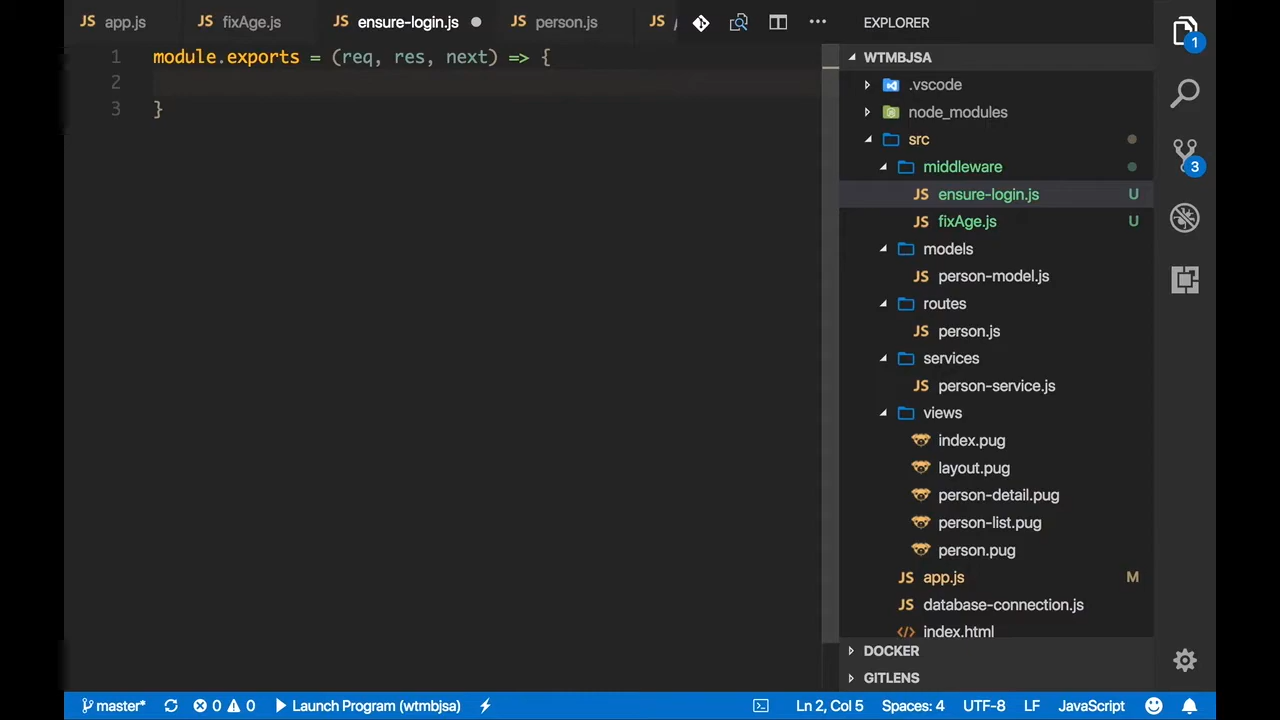 JS app.js JS fixAge.js JS ensure-login.js JS person.js JS
EXPLORER
1 module.exports = (req, res, next) => {
2
3 }
WTMBJSA
.vscode
node_modules
src
middleware
JS ensure-login.js U
JS fixAge.js U
models
JS person-model.js
routes
JS person.js
services
JS person-service.js
views
index.pug
layout.pug
person-detail.pug
person-list.pug
person.pug
JS app.js M
JS database-connection.js
</> index.html
DOCKER
GITLENS
1
3
master* 0 0 Launch Program (wtmbjsa) Ln 2, Col 5 Spaces: 4 UTF-8 LF JavaScript